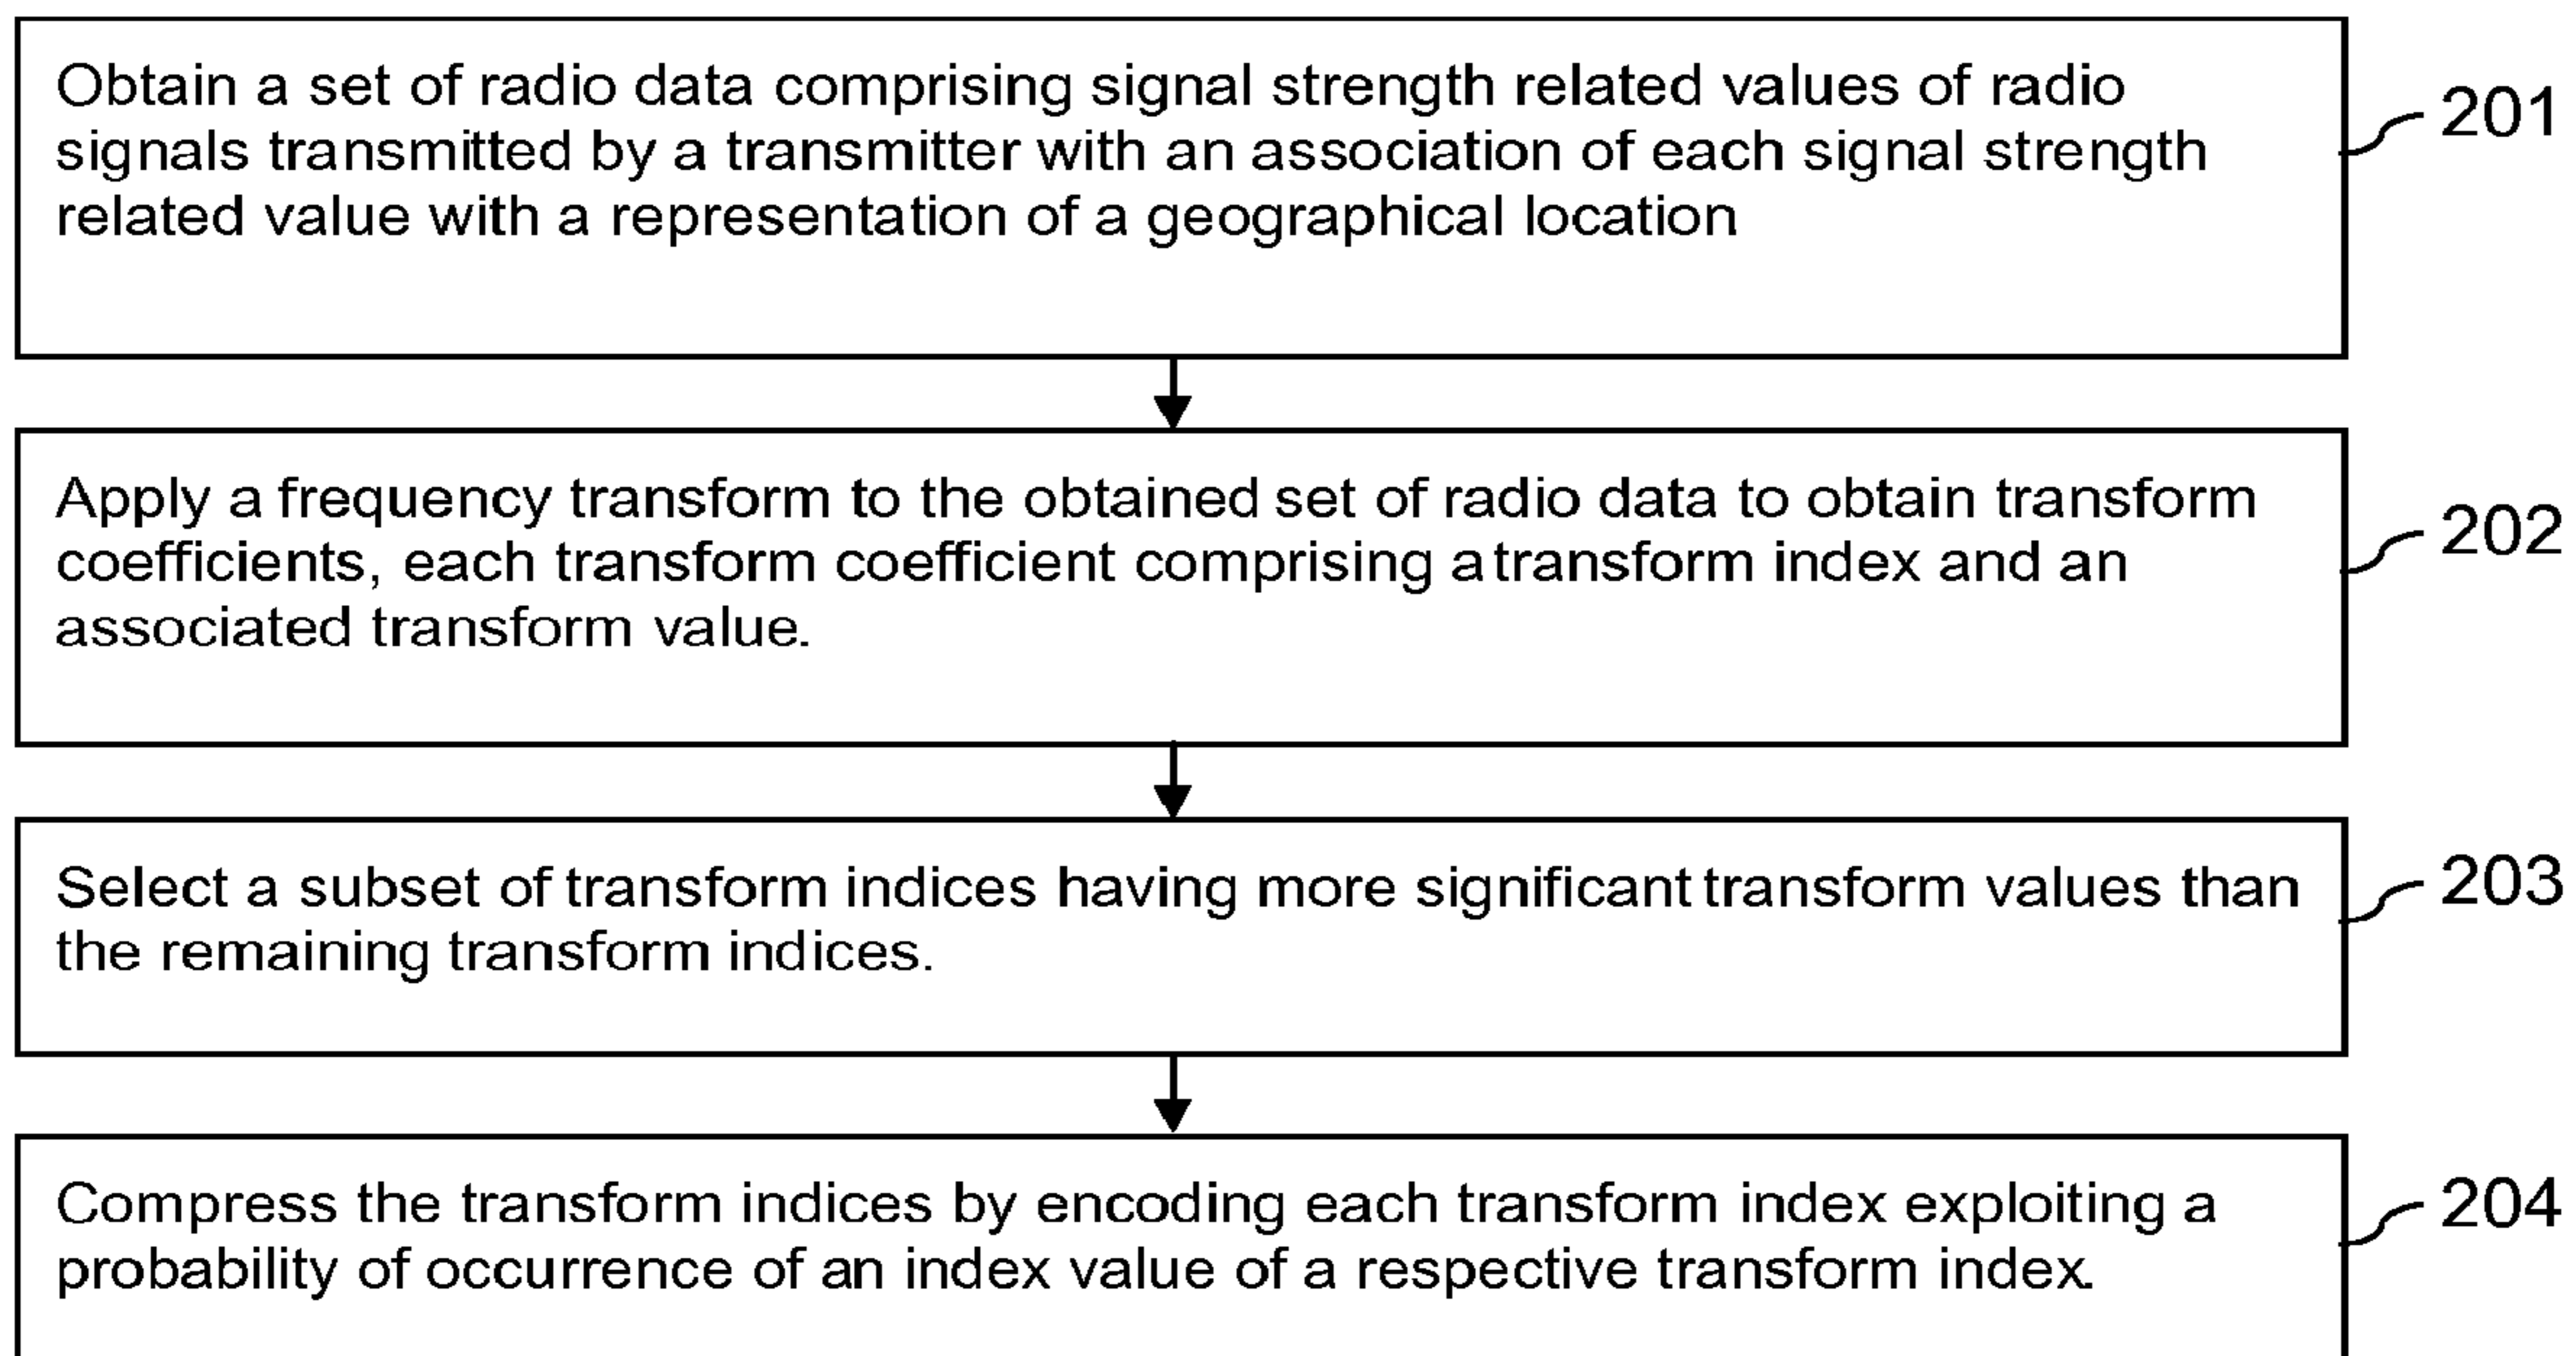 Obtain a set of radio data comprising signal strength related values of radio
signals transmitted by a transmitter with an association of each signal strength
related value with a representation of a geographical location
201
Apply a frequency transform to the obtained set of radio data to obtain transform
coefficients, each transform coefficient comprising a transform index and an
associated transform value.
202
Select a subset of transform indices having more significant transform values than
the remaining transform indices.
203
Compress the transform indices by encoding each transform index exploiting a
probability of occurrence of an index value of a respective transform index.
204